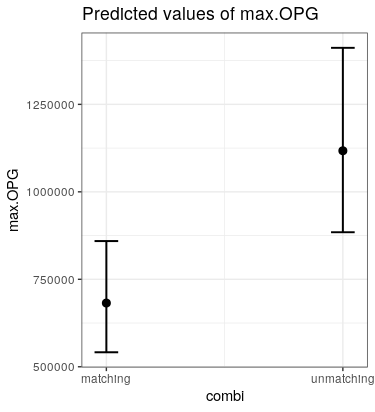 Predicted values of max.OPG
max.OPG
1250000
1000000
750000
500000
matching
unmatching
combi